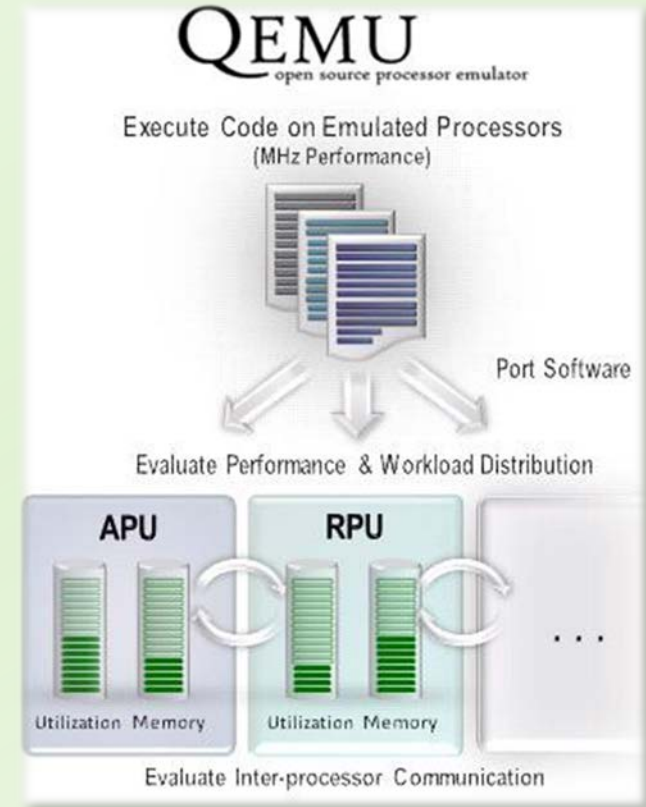 QEMU
open source processor emulator
Execute Code on Emulated Processors
(MHz Performance)
Port Software
Evaluate Performance & Workload Distribution
APU
RPU
. . .
Utilization Memory
Utilization Memory
Evaluate Inter-processor Communication